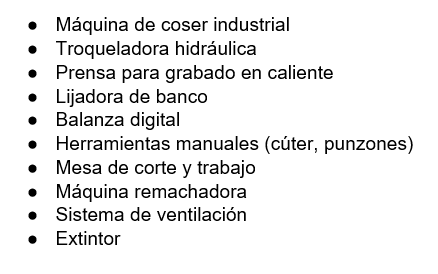 ● Máquina de coser industrial
● Troqueladora hidráulica
● Prensa para grabado en caliente
● Lijadora de banco
● Balanza digital
● Herramientas manuales (cúter, punzones)
● Mesa de corte y trabajo
● Máquina remachadora
● Sistema de ventilación
● Extintor